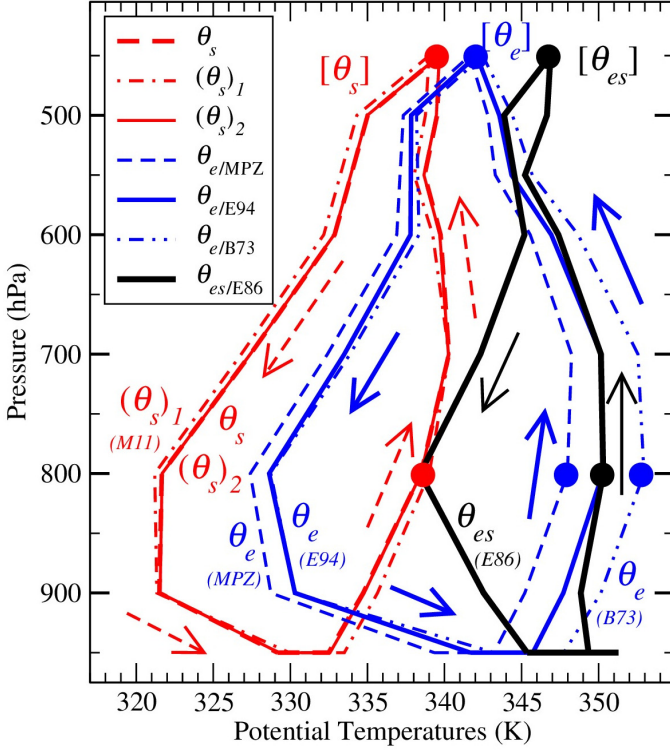 θs
(θs)1
(θs)2
θe/MPZ
θe/E94
θe/B73
θes/E86
[θs]
[θe]
[θes]
500
600
700
800
900
Pressure (hPa)
(θs)1
(M11)
θs
(θs)2
θe
(MPZ)
θe
(E94)
θes
(E86)
θe
(B73)
320 325 330 335 340 345 350
Potential Temperatures (K)